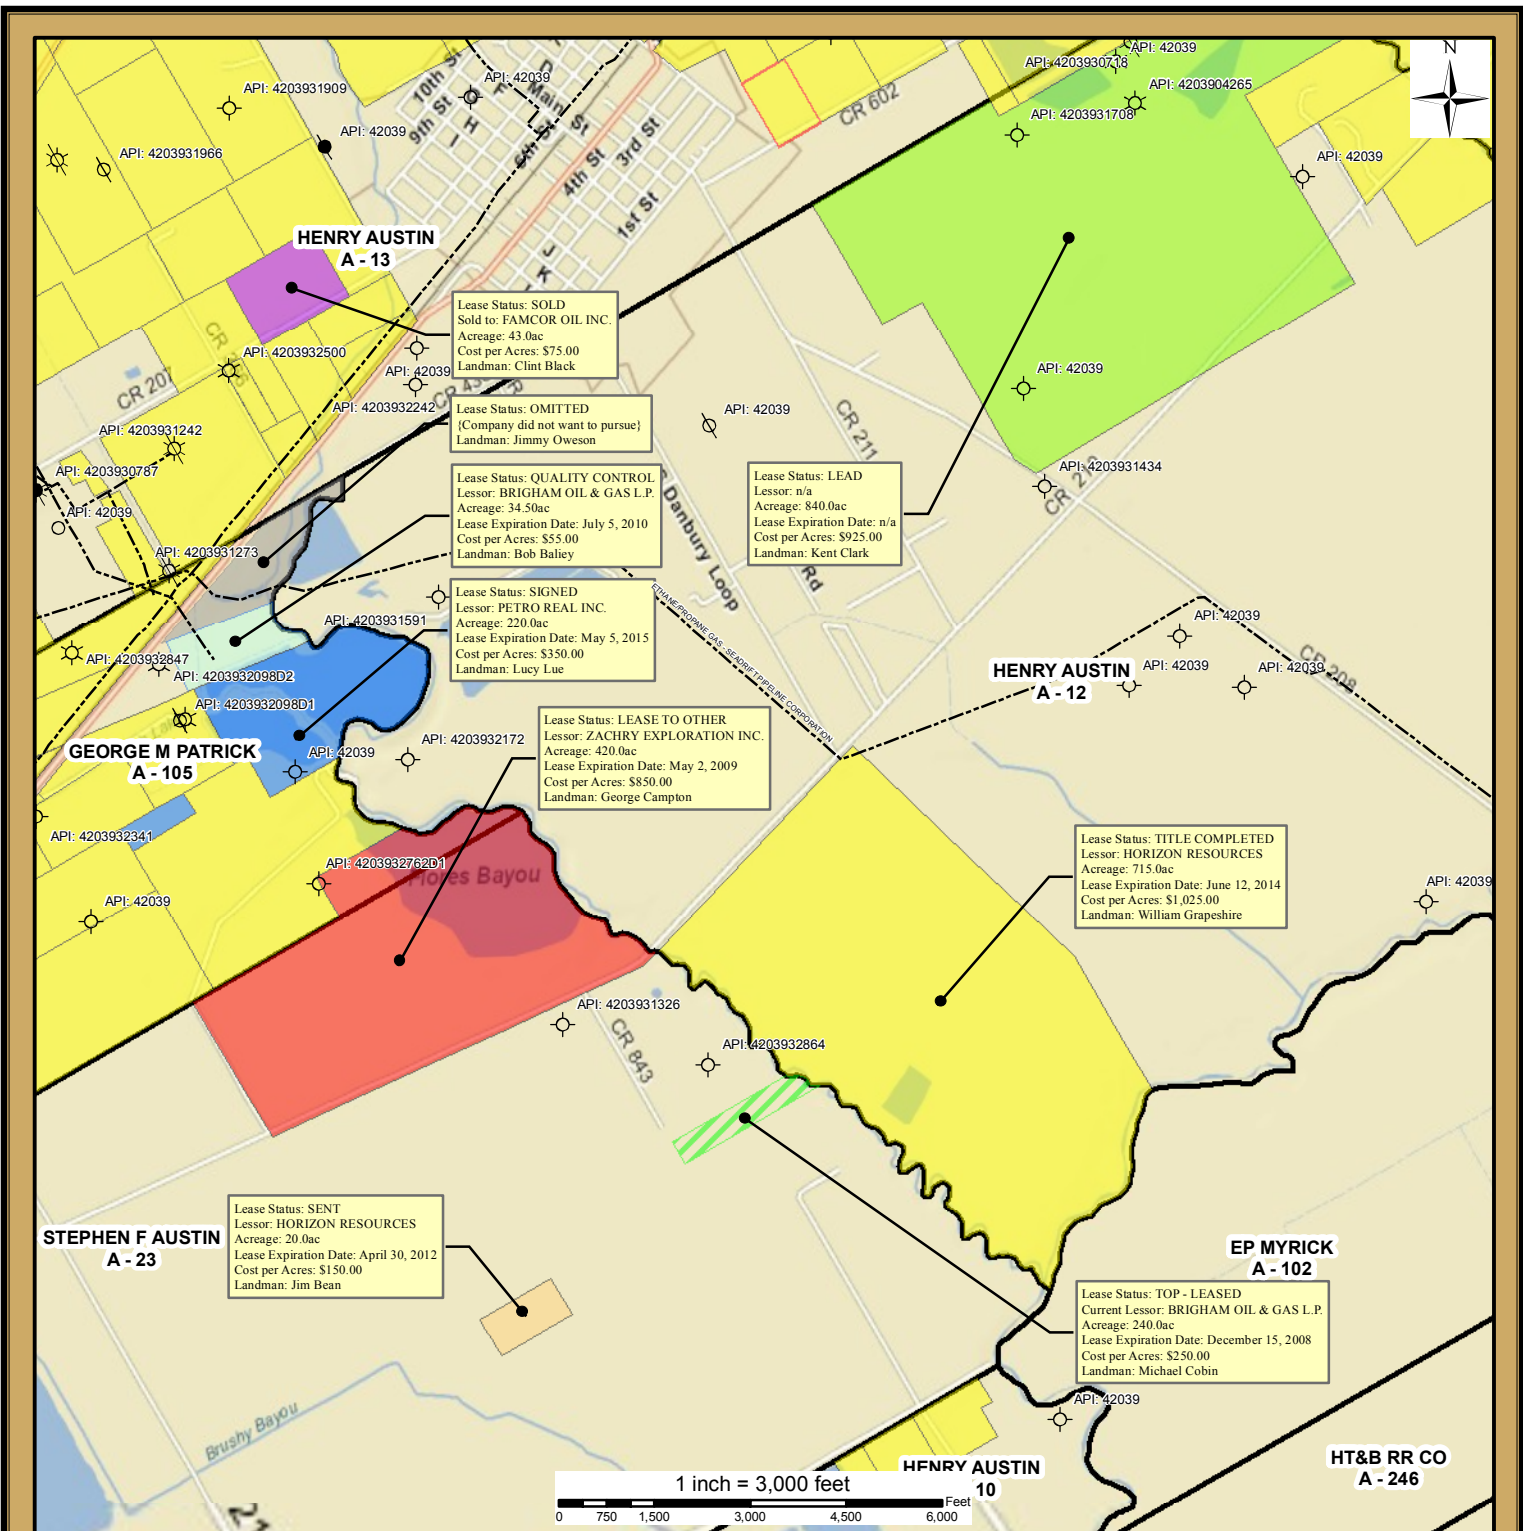 N
API: 42039
API: 4203930718
API: 4203904265
API: 42039
API: 4203931909
10th St
Main St
9th St
G
H
I
F
D
6th St
CR 602
API: 4203931708
API: 42039
API: 4203931966
3rd St
4th St
1st St
API: 42039
HENRY AUSTIN
A - 13
J
K
Lease Status: SOLD
Sold to: FAMCOR OIL INC.
Acreage: 43.0ac
Cost per Acres: $75.00
Landman: Clint Black
API: 4203932500
CR 207
API: 42039
API: 42039
API: 4203932242
Lease Status: OMITTED
{Company did not want to pursue}
Landman: Jimmy Oweson
API: 42039
CR 211
API: 4203931242
API: 4203930787
API: 42039
Lease Status: QUALITY CONTROL
Lessor: BRIGHAM OIL & GAS L.P.
Acreage: 34.50ac
Lease Expiration Date: July 5, 2010
Cost per Acres: $55.00
Landman: Bob Baliey
Lease Status: LEAD
Lessor: n/a
Acreage: 840.0ac
Lease Expiration Date: n/a
Cost per Acres: $925.00
Landman: Kent Clark
API: 4203931434
Danbury Loop
Rd
API: 4203931273
Lease Status: SIGNED
Lessor: PETRO REAL INC.
Acreage: 220.0ac
Lease Expiration Date: May 5, 2015
Cost per Acres: $350.00
Landman: Lucy Lue
ETHANE/PROPANE GAS - SEADRIFT PIPELINE CORPORATION
API: 4203931591
API: 42039
API: 4203932847
API: 4203932098D2
HENRY AUSTIN
A - 12
API: 42039
API: 42039
CR 208
API: 4203932098D1
GEORGE M PATRICK
A - 105
API: 42039
API: 4203932172
Lease Status: LEASE TO OTHER
Lessor: ZACHRY EXPLORATION INC.
Acreage: 420.0ac
Lease Expiration Date: May 2, 2009
Cost per Acres: $850.00
Landman: George Campton
API: 4203932341
API: 4203932762D1
Flores Bayou
Lease Status: TITLE COMPLETED
Lessor: HORIZON RESOURCES
Acreage: 715.0ac
Lease Expiration Date: June 12, 2014
Cost per Acres: $1,025.00
Landman: William Grapeshire
API: 42039
API: 42039
API: 4203931326
CR 843
API: 4203932864
STEPHEN F AUSTIN
A - 23
Lease Status: SENT
Lessor: HORIZON RESOURCES
Acreage: 20.0ac
Lease Expiration Date: April 30, 2012
Cost per Acres: $150.00
Landman: Jim Bean
EP MYRICK
A - 102
Lease Status: TOP - LEASED
Current Lessor: BRIGHAM OIL & GAS L.P.
Acreage: 240.0ac
Lease Expiration Date: December 15, 2008
Cost per Acres: $250.00
Landman: Michael Cobin
API: 42039
Brushy Bayou
HENRY AUSTIN
10
HT&B RR CO
A - 246
1 inch = 3,000 feet
Feet
0 750 1,500 3,000 4,500 6,000